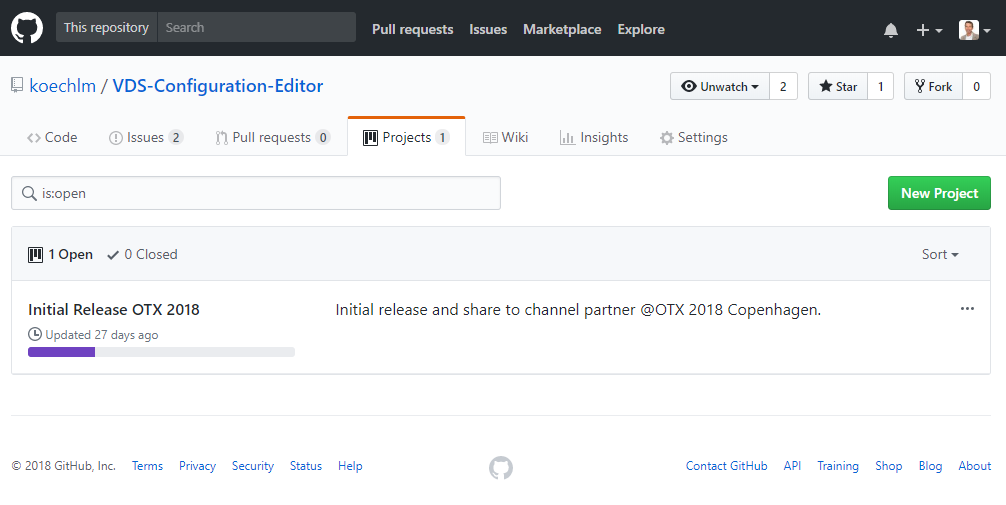 This repository Search Pull requests Issues Marketplace Explore
koechlm / VDS-Configuration-Editor Unwatch 2 Star 1 Fork 0
Code Issues 2 Pull requests 0 Projects 1 Wiki Insights Settings
is:open New Project
1 Open 0 Closed Sort
Initial Release OTX 2018 Initial release and share to channel partner @OTX 2018 Copenhagen.
Updated 27 days ago
© 2018 GitHub, Inc. Terms Privacy Security Status Help Contact GitHub API Training Shop Blog About